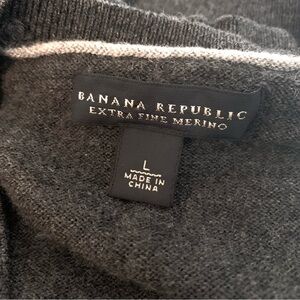 BANANA REPUBLIC
EXTRA FINE MERINO
L
MADE IN
CHINA